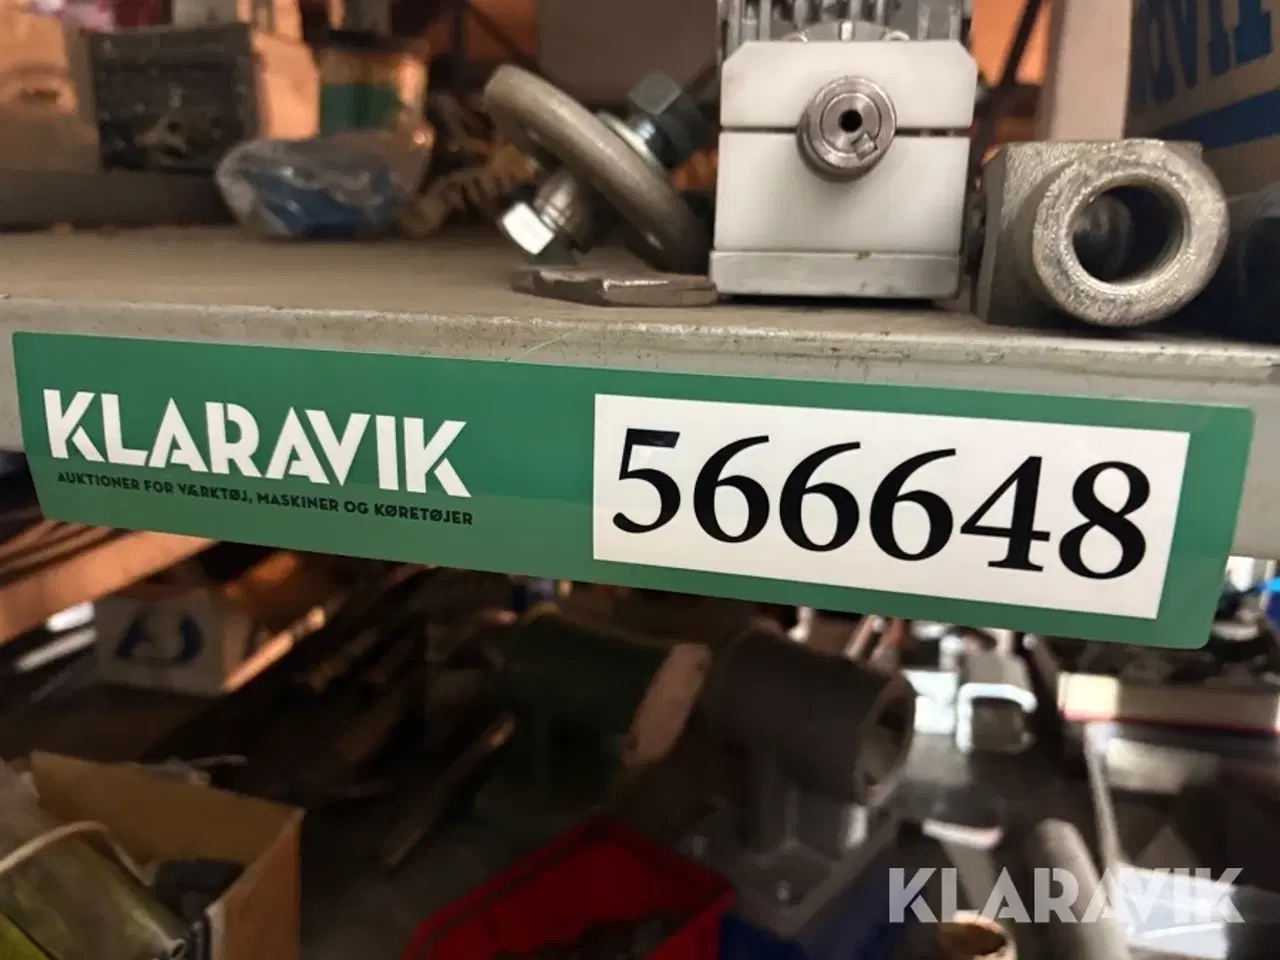 KLARAVIK
AUKTIONER FOR VÆRKTØJ, MASKINER OG KØRETØJER
566648
KLARAVIK